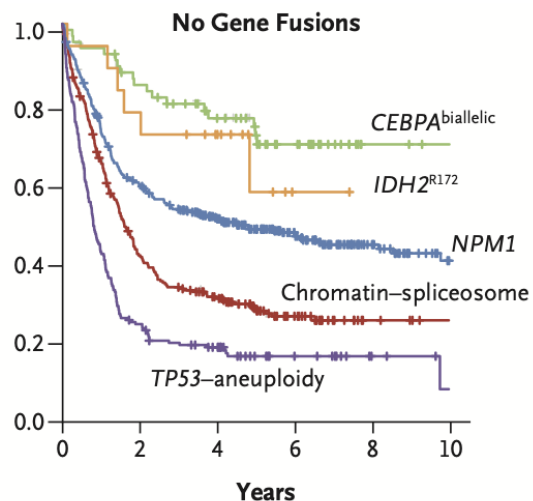 No Gene Fusions
1.0
0.8
CEBPAbiallelic
IDH2R172
0.6
NPM1
0.4
Chromatin–spliceosome
0.2
TP53–aneuploidy
0.0
0 2 4 6 8 10
Years